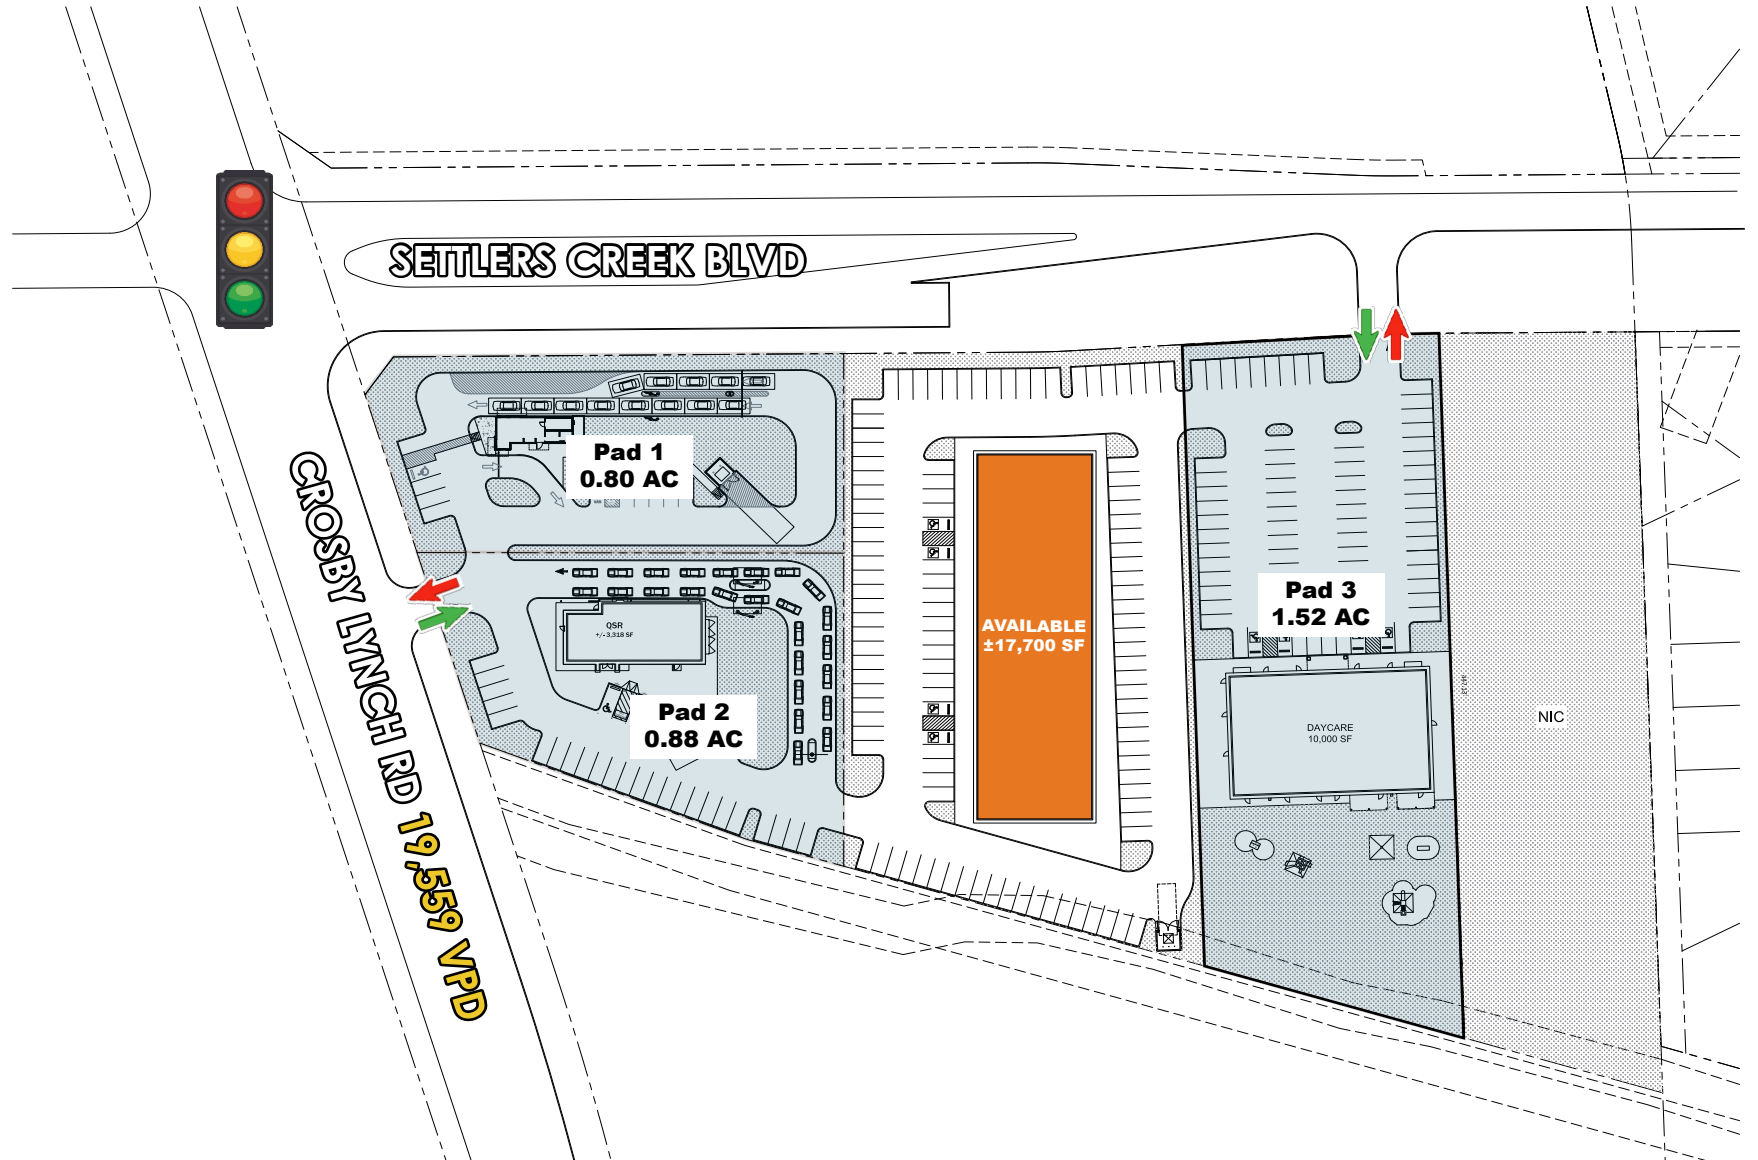 SETTLERS CREEK BLVD
CROSBY LYNCH RD 19,559 VPD
Pad 1
0.80 AC
QSR
+/- 3,318 SF
Pad 2
0.88 AC
AVAILABLE
±17,700 SF
Pad 3
1.52 AC
DAYCARE
10,000 SF
NIC